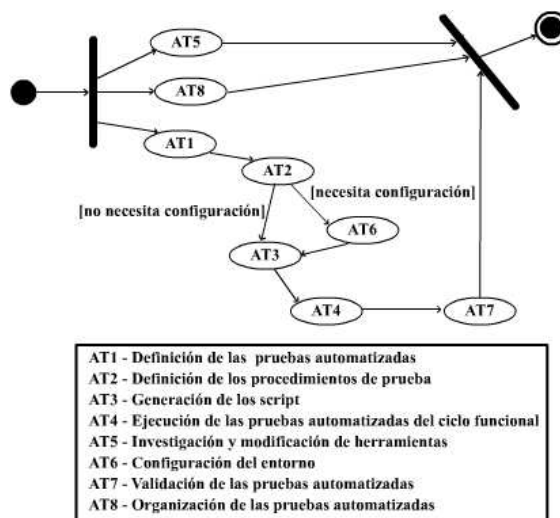 AT5
AT8
AT1
AT2
[necesita configuración]
[no necesita configuración]
AT6
AT3
AT4
AT7
AT1 - Definición de las pruebas automatizadas
AT2 - Definición de los procedimientos de prueba
AT3 - Generación de los script
AT4 - Ejecución de las pruebas automatizadas del ciclo funcional
AT5 - Investigación y modificación de herramientas
AT6 - Configuración del entorno
AT7 - Validación de las pruebas automatizadas
AT8 - Organización de las pruebas automatizadas